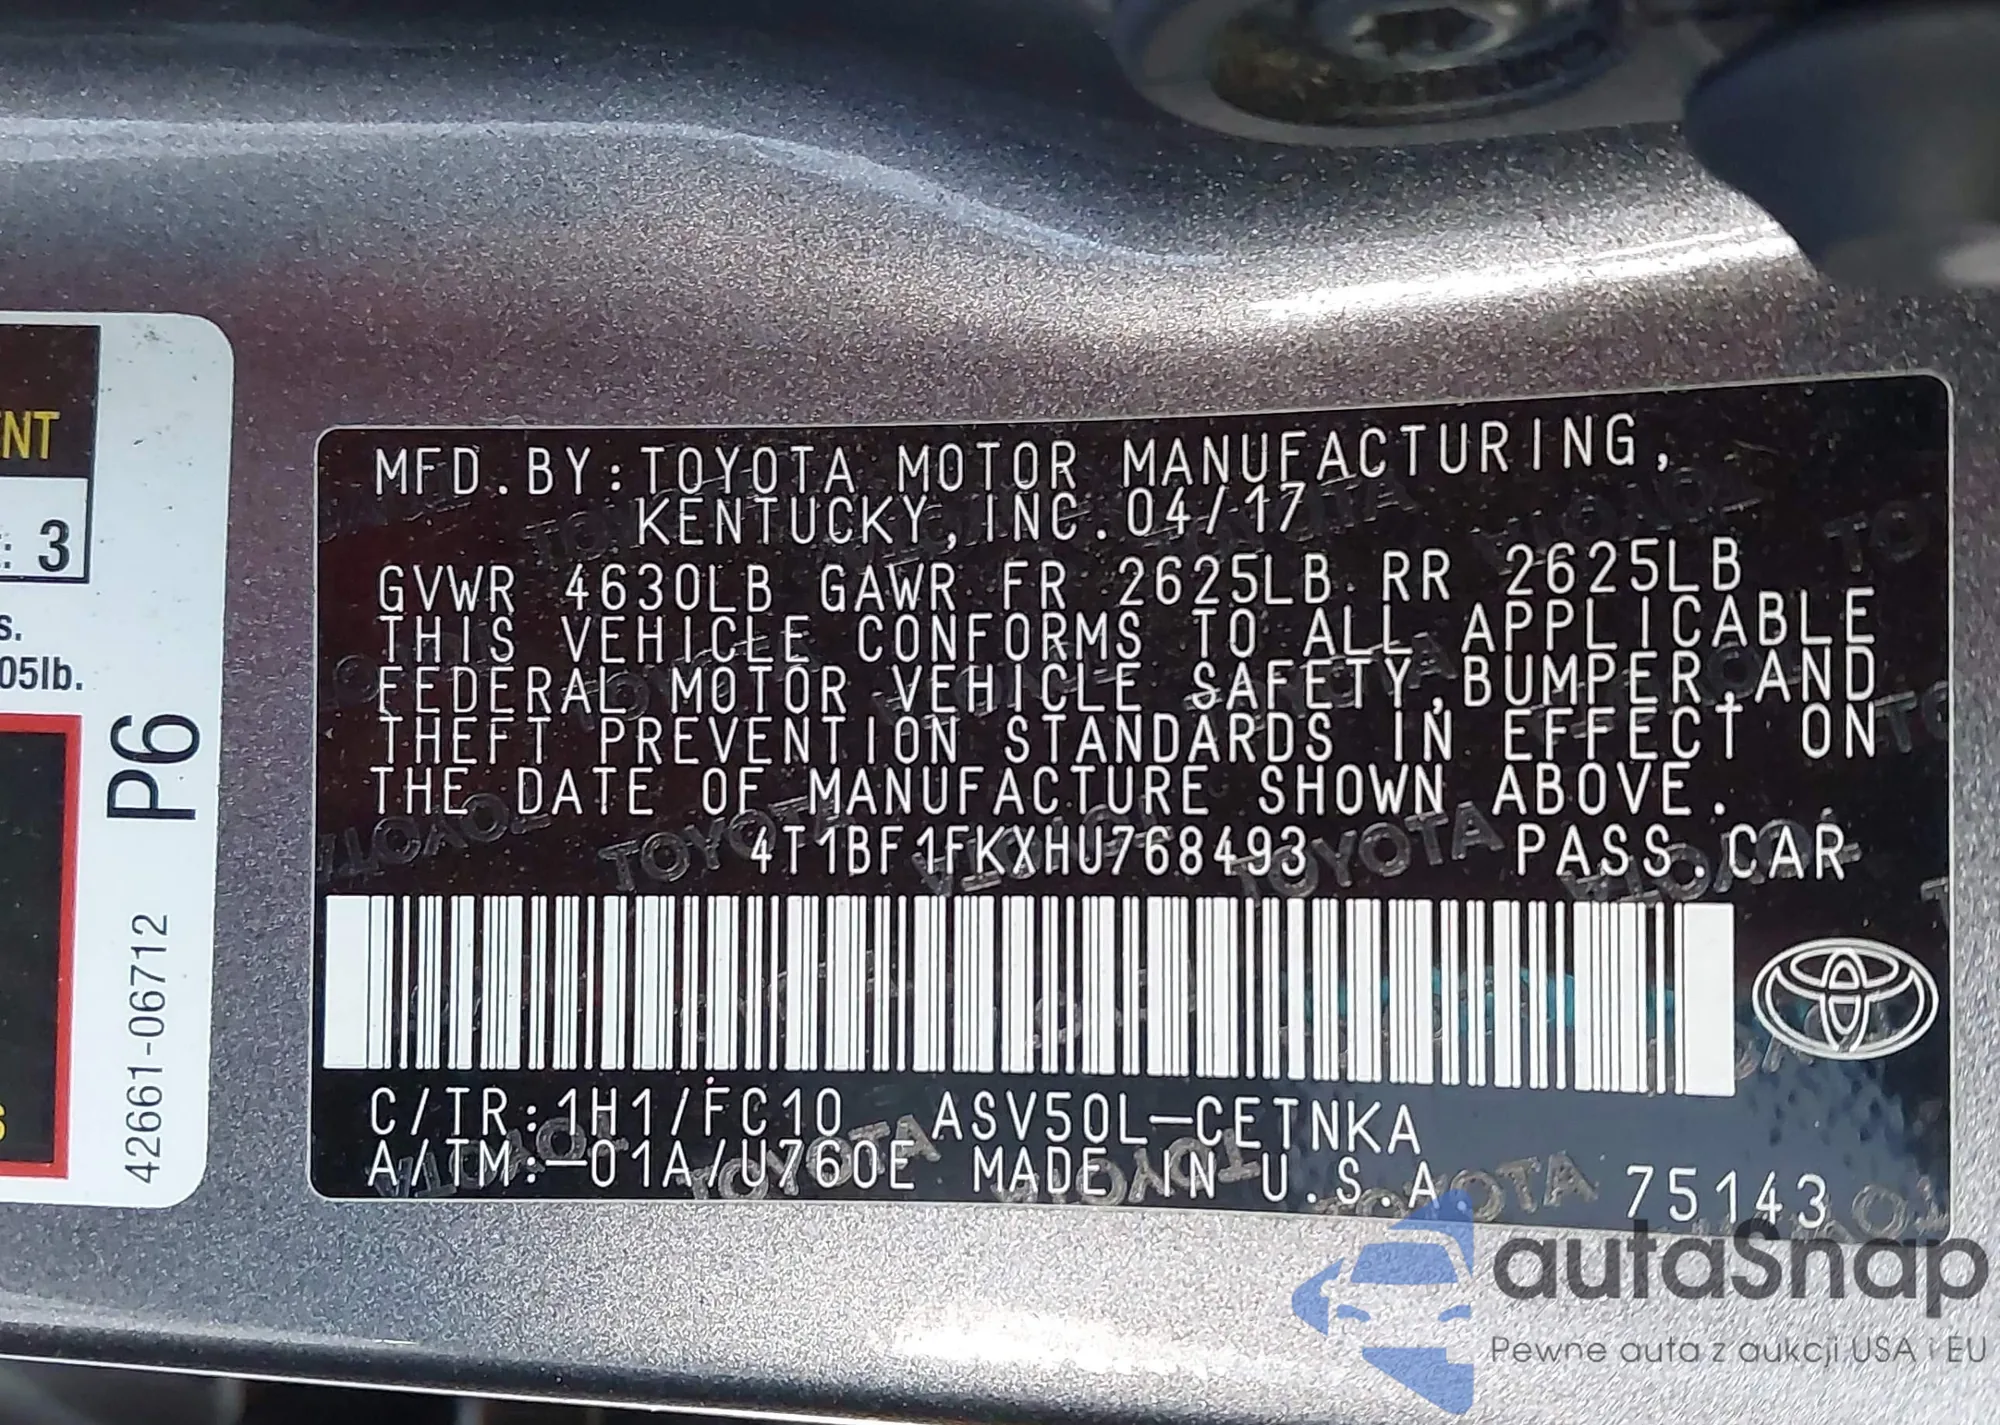 NT
: 3
s.
05lb.
P6
42661-06712
s
MFD.BY:TOYOTA MOTOR MANUFACTURING,
KENTUCKY,INC.04/17
GVWR 4630LB GAWR FR 2625LB RR 2625LB
THIS VEHICLE CONFORMS TO ALL APPLICABLE
FEDERAL MOTOR VEHICLE SAFETY,BUMPER,AND
THEFT PREVENTION STANDARDS IN EFFECT ON
THE DATE OF MANUFACTURE SHOWN ABOVE.
4T1BF1FKXHU768493 PASS.CAR
C/TR:1H1/FC10 ASV50L-CETNKA
A/TM:-01A/U760E MADE IN U.S.A.
75143
autaSnap
Pewne auta z aukcji USA i EU